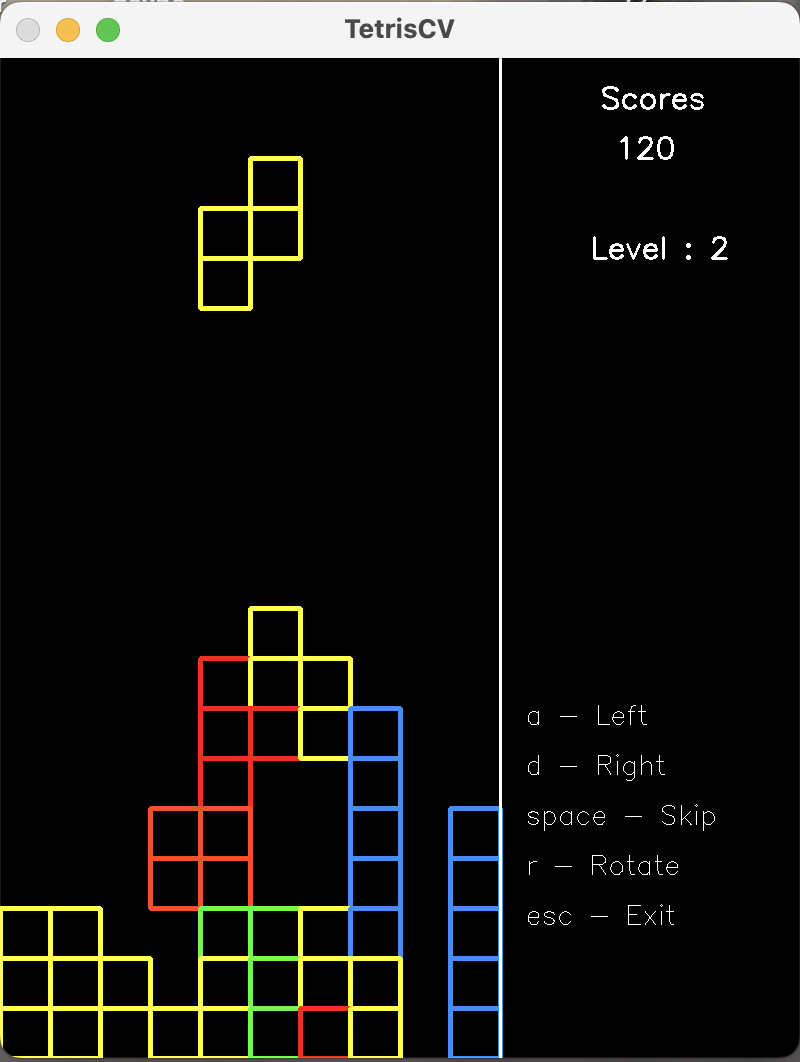 TetrisCV
Scores
120
Level : 2
a - Left
d - Right
space - Skip
r - Rotate
esc - Exit